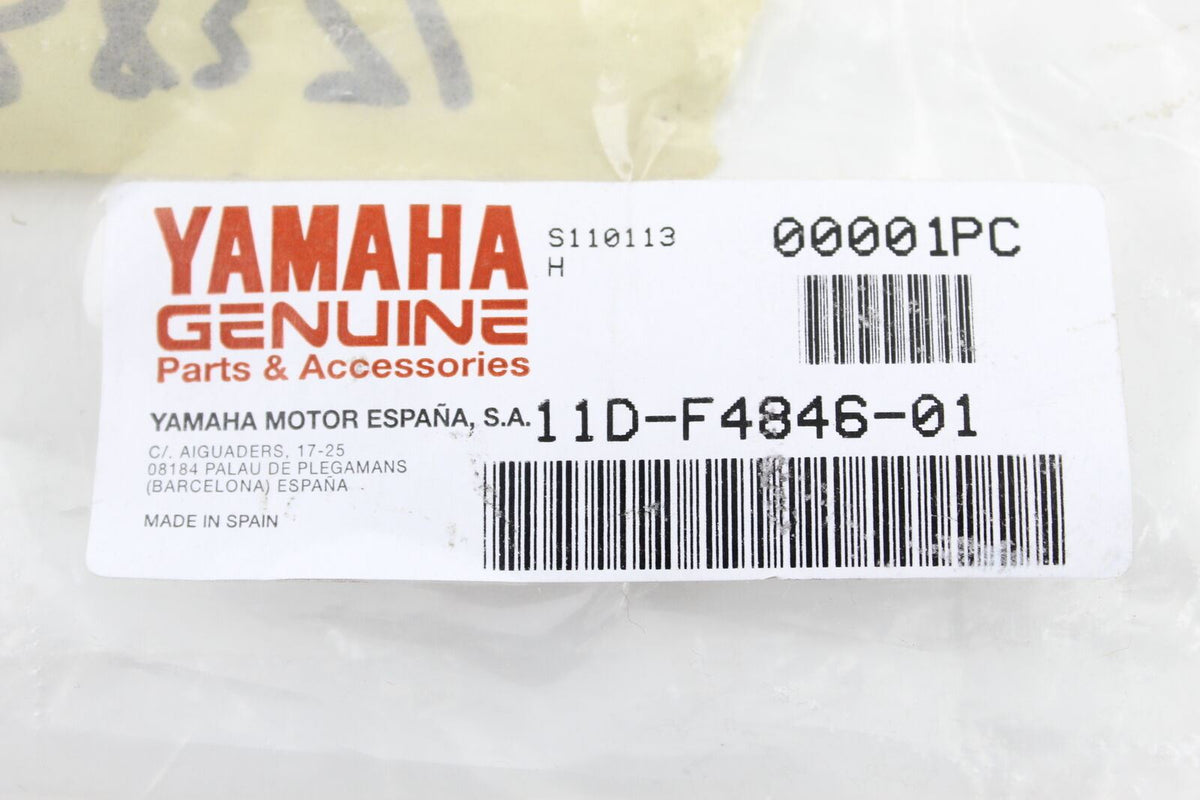 YAMAHA
GENUINE
Parts & Accessories
S110113
H
00001PC
YAMAHA MOTOR ESPAÑA, S.A.
11D-F4846-01
C/. AIGUADERS, 17-25
08184 PALAU DE PLEGAMANS
(BARCELONA) ESPAÑA
MADE IN SPAIN